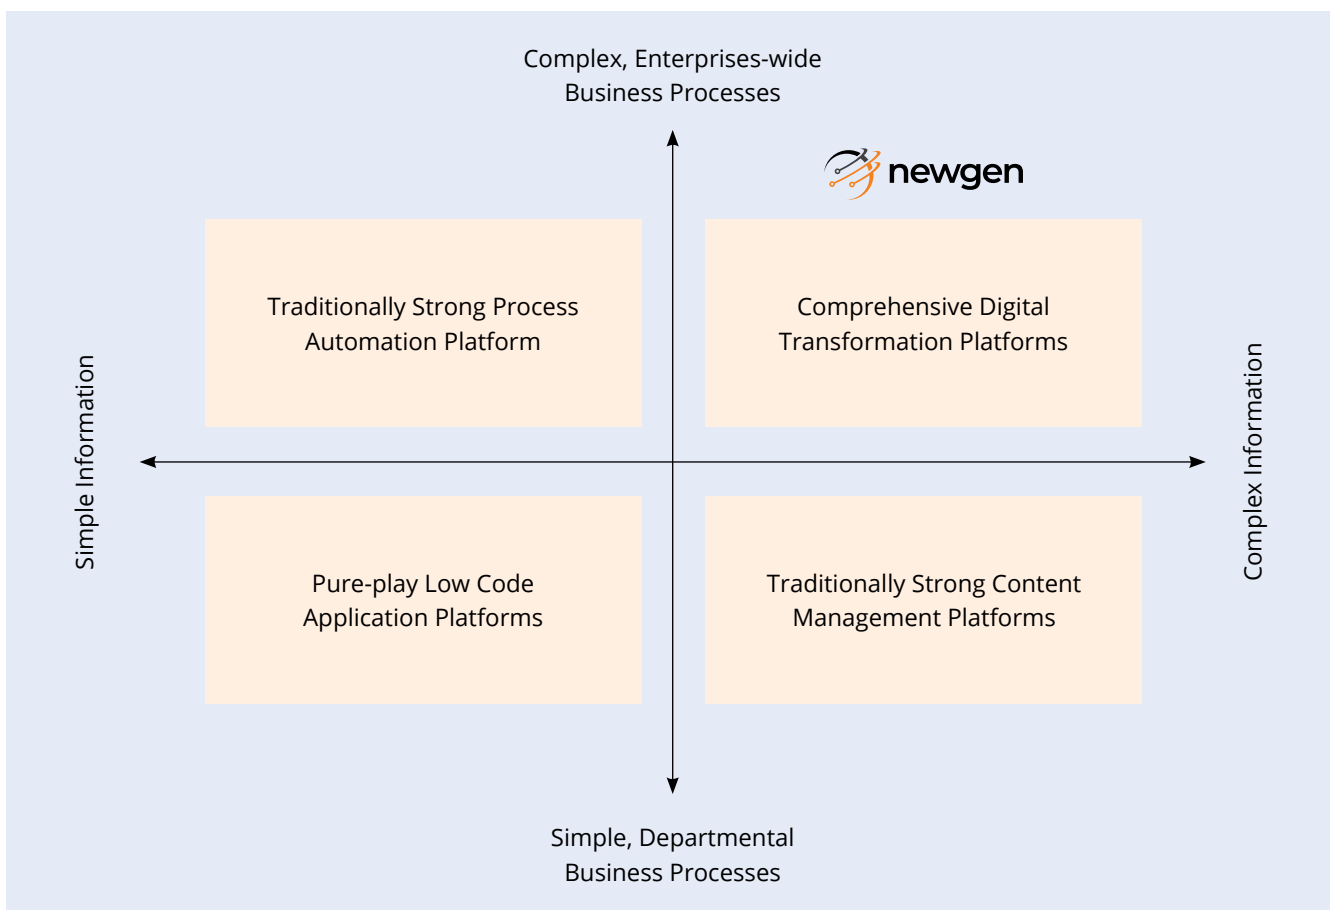 Complex, Enterprises-wide
Business Processes
newgen
Traditionally Strong Process
Automation Platform
Comprehensive Digital
Transformation Platforms
Simple Information
Complex Information
Pure-play Low Code
Application Platforms
Traditionally Strong Content
Management Platforms
Simple, Departmental
Business Processes